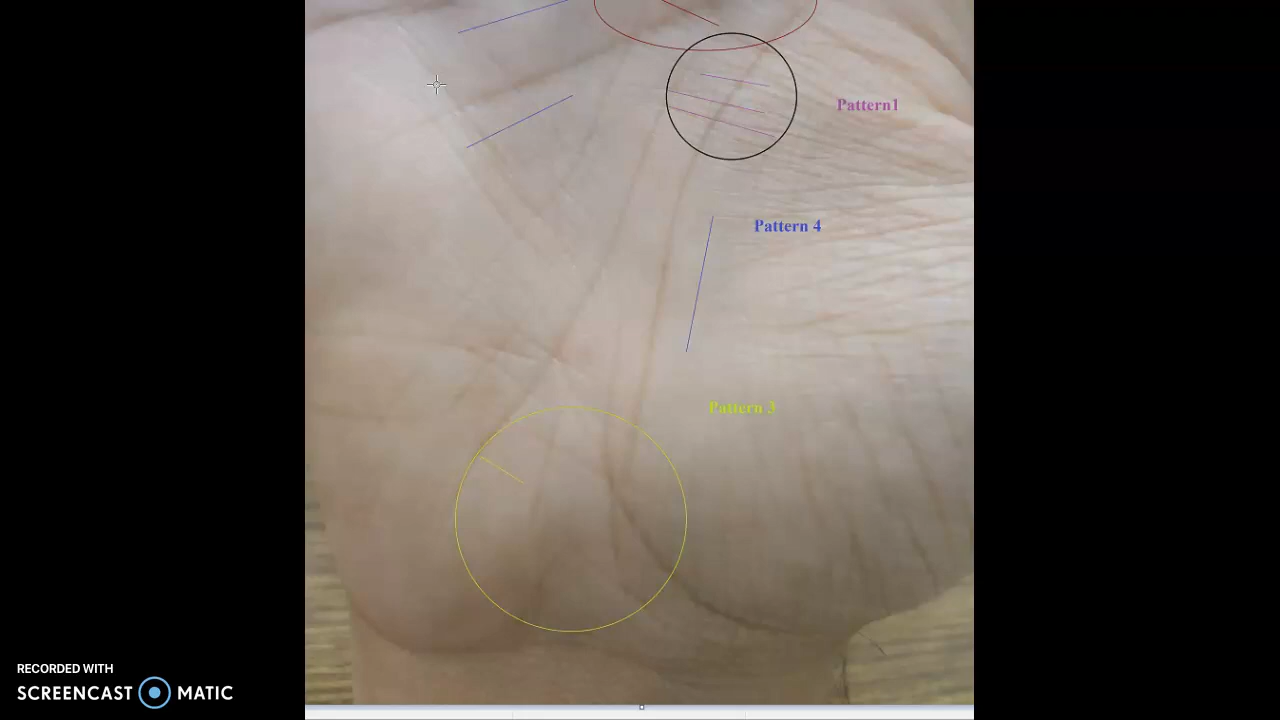 Pattern1
Pattern 4
Pattern 3
RECORDED WITH
SCREENCAST MATIC